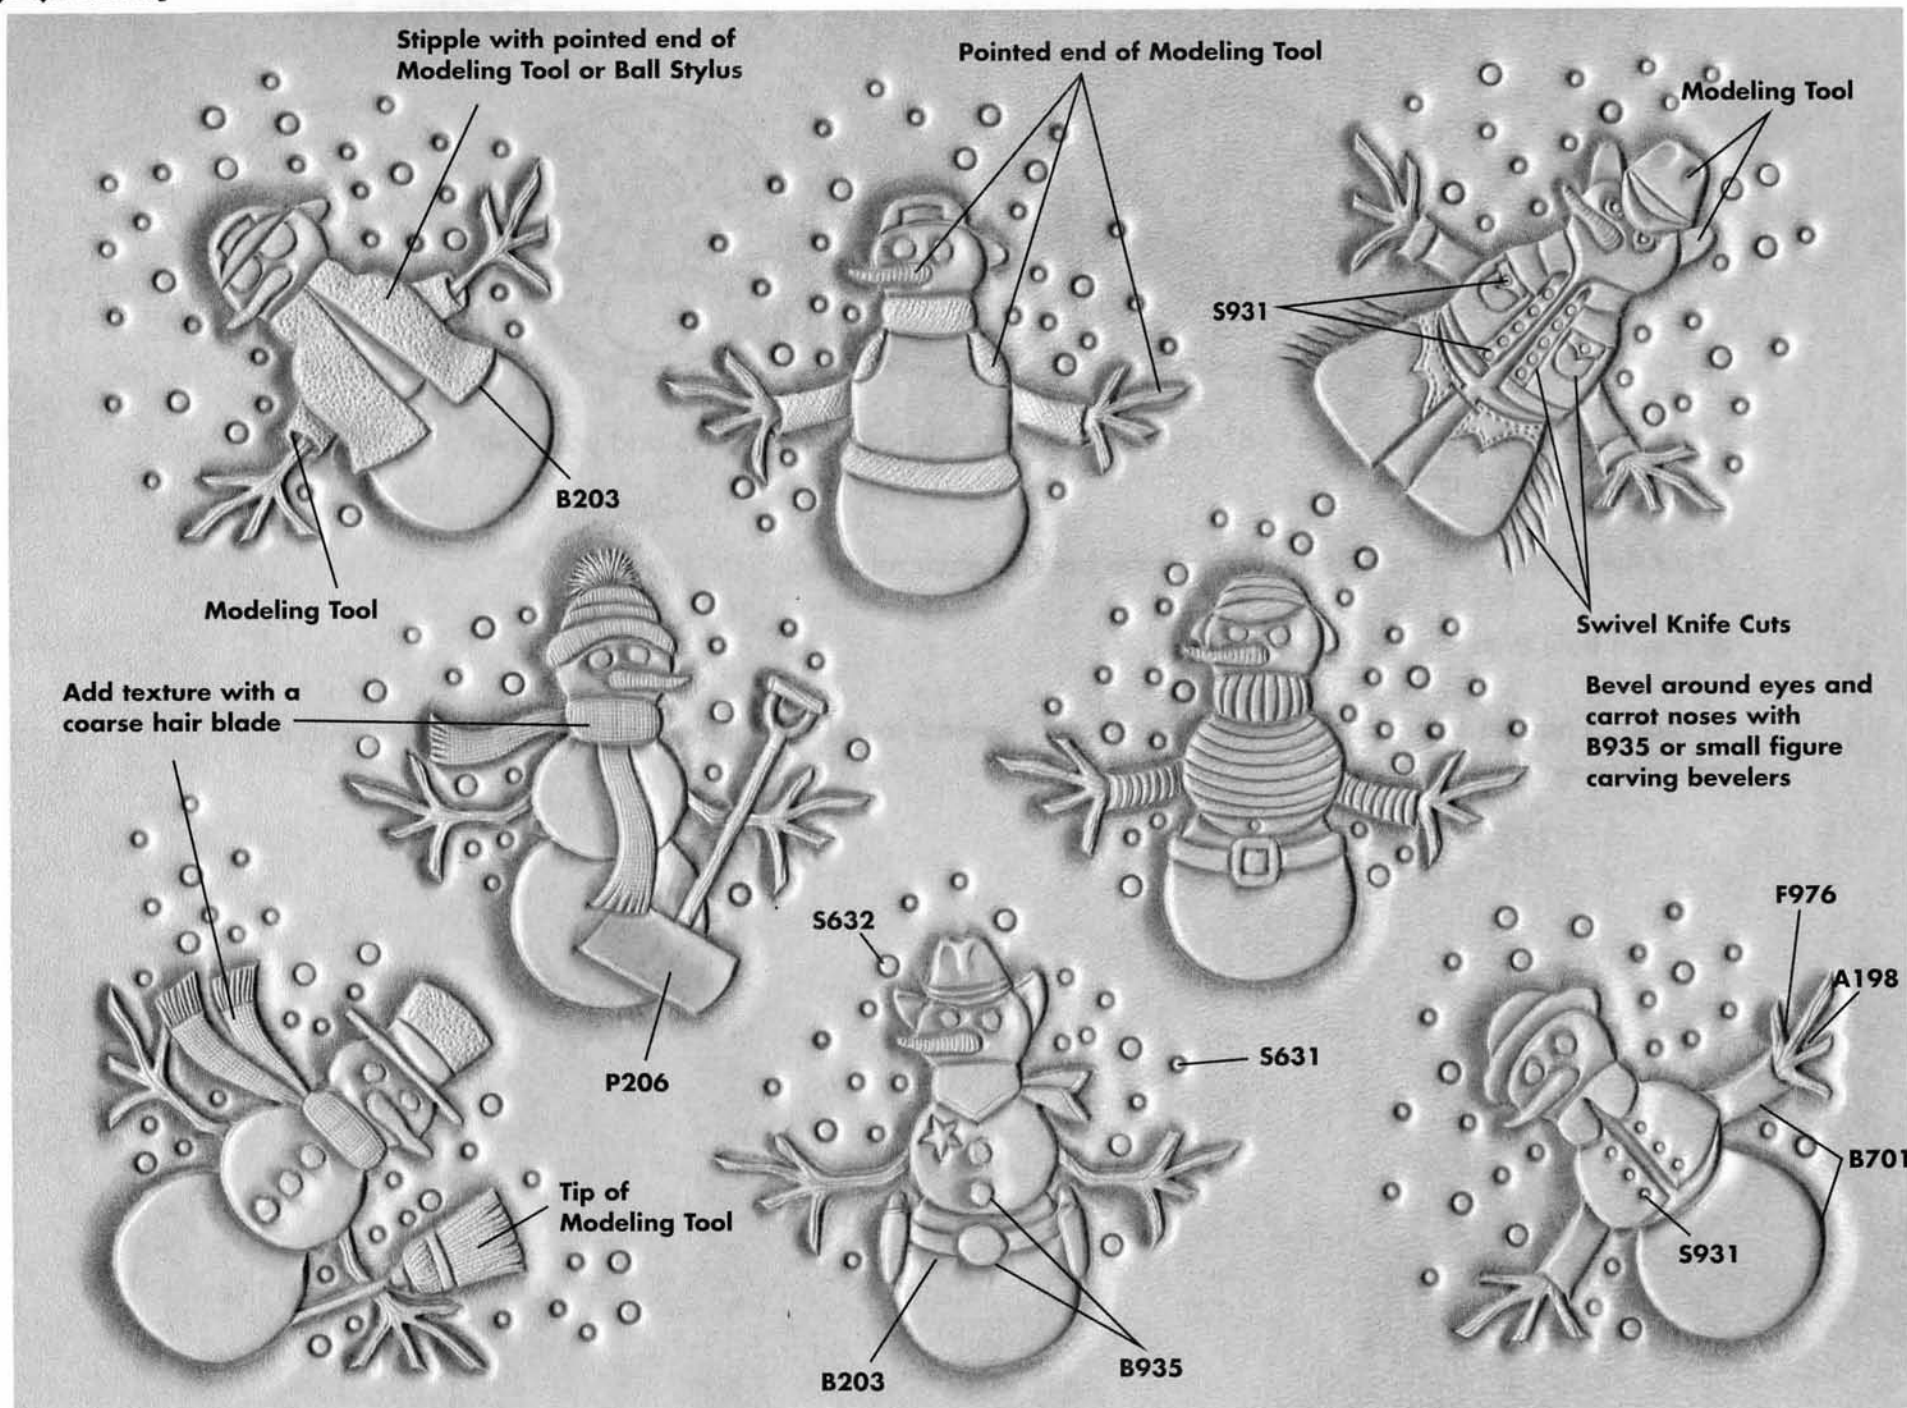 Stipple with pointed end of
Modeling Tool or Ball Stylus
Pointed end of Modeling Tool
Modeling Tool
S931
B203
Modeling Tool
Swivel Knife Cuts
Add texture with a
coarse hair blade
Bevel around eyes and
carrot noses with
B935 or small figure
carving bevelers
S632
F976
A198
S631
P206
B701
Tip of
Modeling Tool
S931
B203
B935